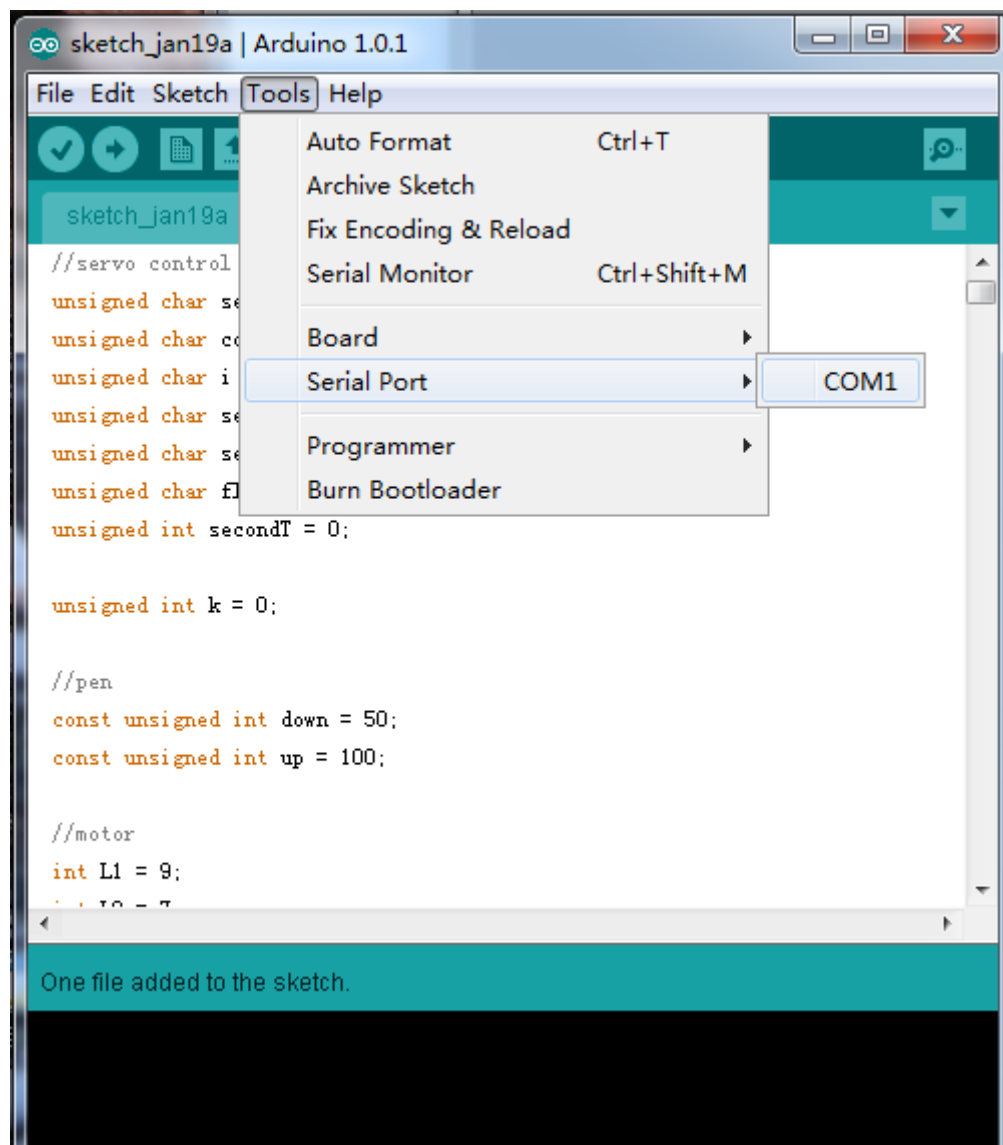 sketch_jan19a | Arduino 1.0.1
File Edit Sketch Tools Help
Auto Format Ctrl+T
Archive Sketch
sketch_jan19a
Fix Encoding & Reload
//servo control
Serial Monitor Ctrl+Shift+M
unsigned char
unsigned char
Board
unsigned char i
Serial Port
COM1
unsigned char
unsigned char
Programmer
unsigned char
Burn Bootloader
unsigned int secondT = 0;
unsigned int k = 0;
//pen
const unsigned int down = 50;
const unsigned int up = 100;
//motor
int L1 = 9;
One file added to the sketch.